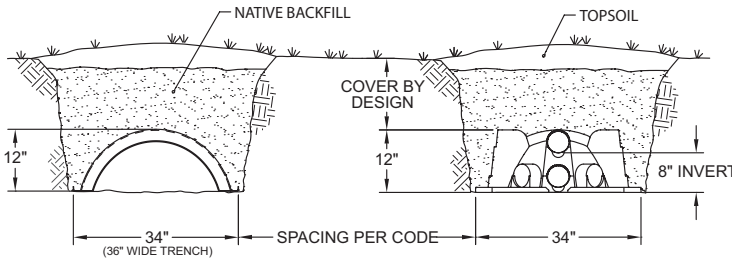 NATIVE BACKFILL
TOPSOIL
COVER BY
DESIGN
12"
12"
8" INVERT
34"
SPACING PER CODE
34"
(36" WIDE TRENCH)